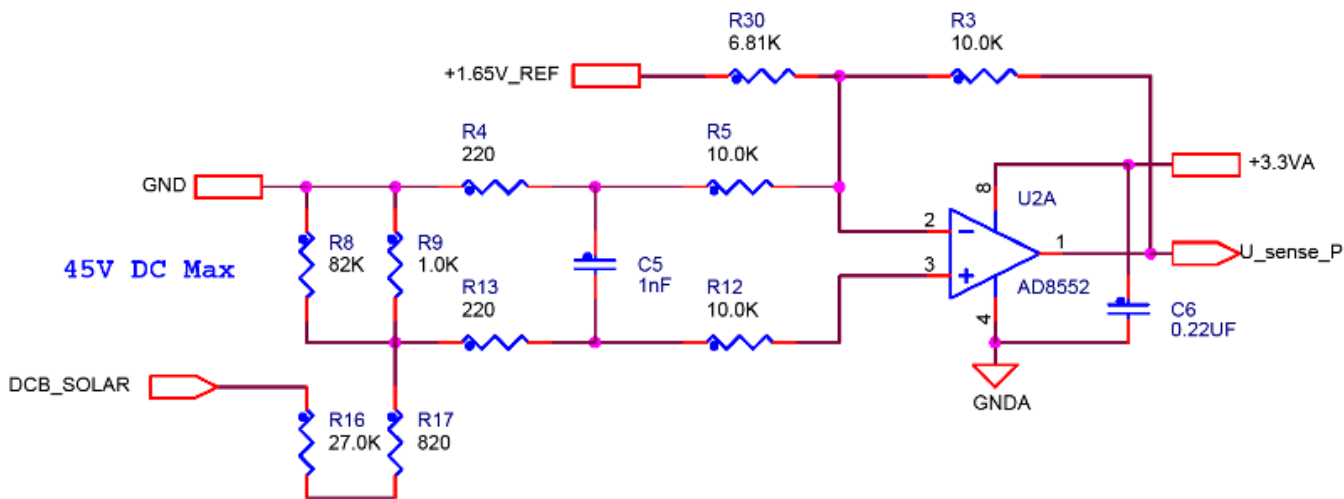 R30
6.81K
R3
10.0K
+1.65V_REF
R4
220
R5
10.0K
+3.3VA
GND
8
U2A
R8
82K
R9
1.0K
2
1
U_sense_P
45V DC Max
C5
1nF
3
R13
220
R12
10.0K
AD8552
4
C6
0.22UF
DCB_SOLAR
GNDA
R16
27.0K
R17
820